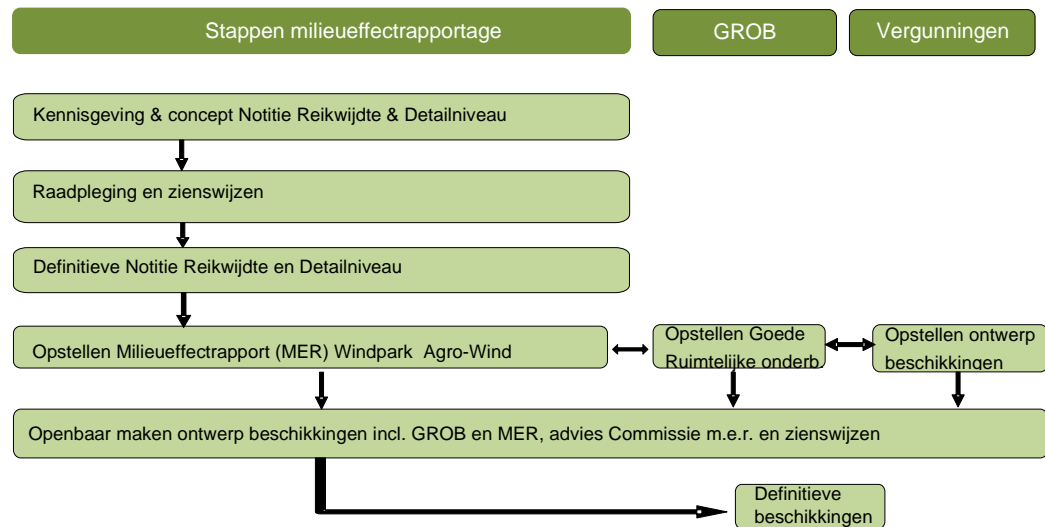 Stappen milieueffectrapportage
GROB
Vergunningen
Kennisgeving & concept Notitie Reikwijdte & Detailniveau
Raadpleging en zienswijzen
Definitieve Notitie Reikwijdte en Detailniveau
Opstellen Milieueffectrapport (MER) Windpark Agro-Wind
Opstellen Goede
Ruimtelijke onderb.
Opstellen ontwerp
beschikkingen
Openbaar maken ontwerp beschikkingen incl. GROB en MER, advies Commissie m.e.r. en zienswijzen
Definitieve
beschikkingen